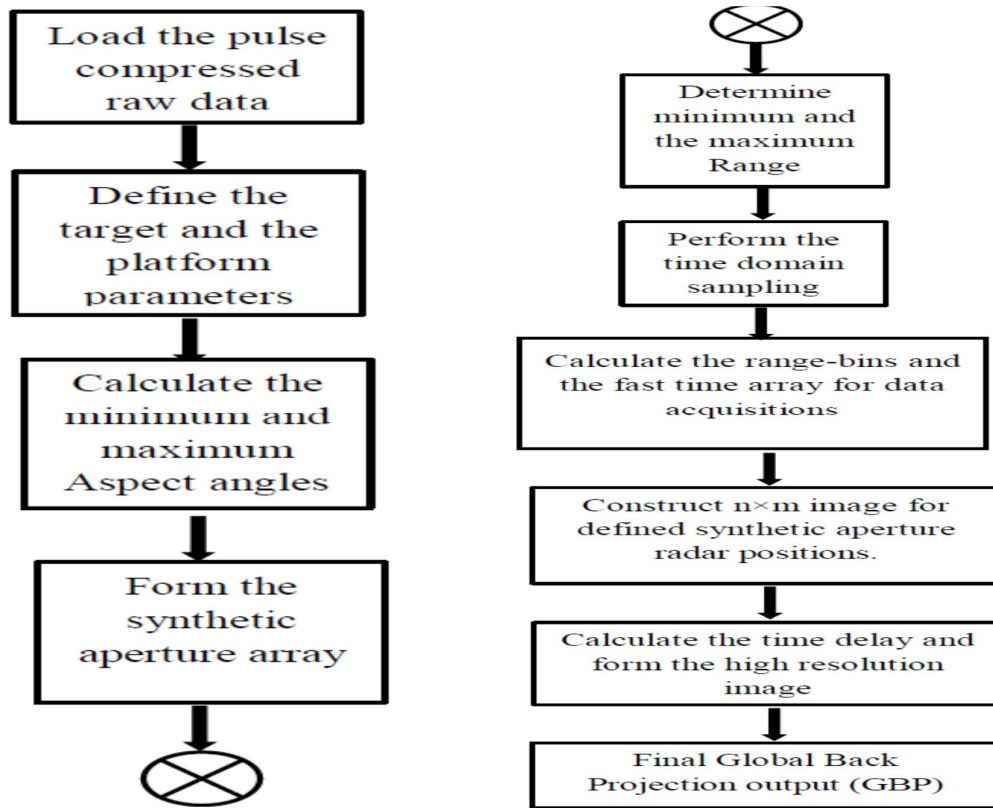 Load the pulse
compressed
raw data
Define the
target and the
platform
parameters
Calculate the
minimum and
maximum
Aspect angles
Form the
synthetic
aperture array
Determine
minimum and
the maximum
Range
Perform the
time domain
sampling
Calculate the range-bins and
the fast time array for data
acquisitions
Construct n×m image for
defined synthetic aperture
radar positions.
Calculate the time delay and
form the high resolution
image
Final Global Back
Projection output (GBP)